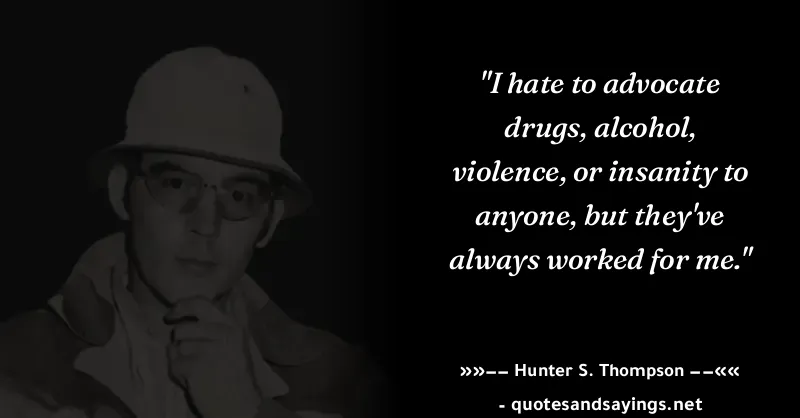 "I hate to advocate
drugs, alcohol,
violence, or insanity to
anyone, but they've
always worked for me."
»»−− Hunter S. Thompson −−««
- quotesandsayings.net